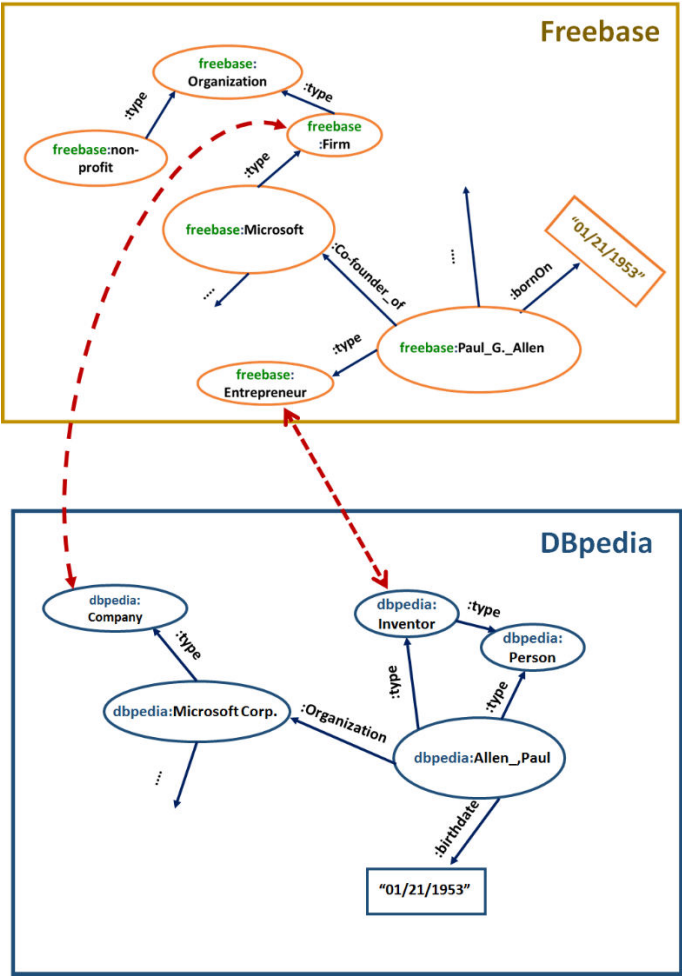 Freebase
freebase:
Organization
:type
:type
freebase
:Firm
freebase:non-
profit
:type
freebase:Microsoft
....
:Co-founder_of
....
:bornOn
“01/21/1953”
freebase:Paul_G._Allen
:type
freebase:
Entrepreneur
DBpedia
dbpedia:
Company
dbpedia:
Inventor
:type
dbpedia:
Person
:type
:type
:type
dbpedia:Microsoft Corp.
:Organization
dbpedia:Allen_,Paul
....
:birthdate
“01/21/1953”